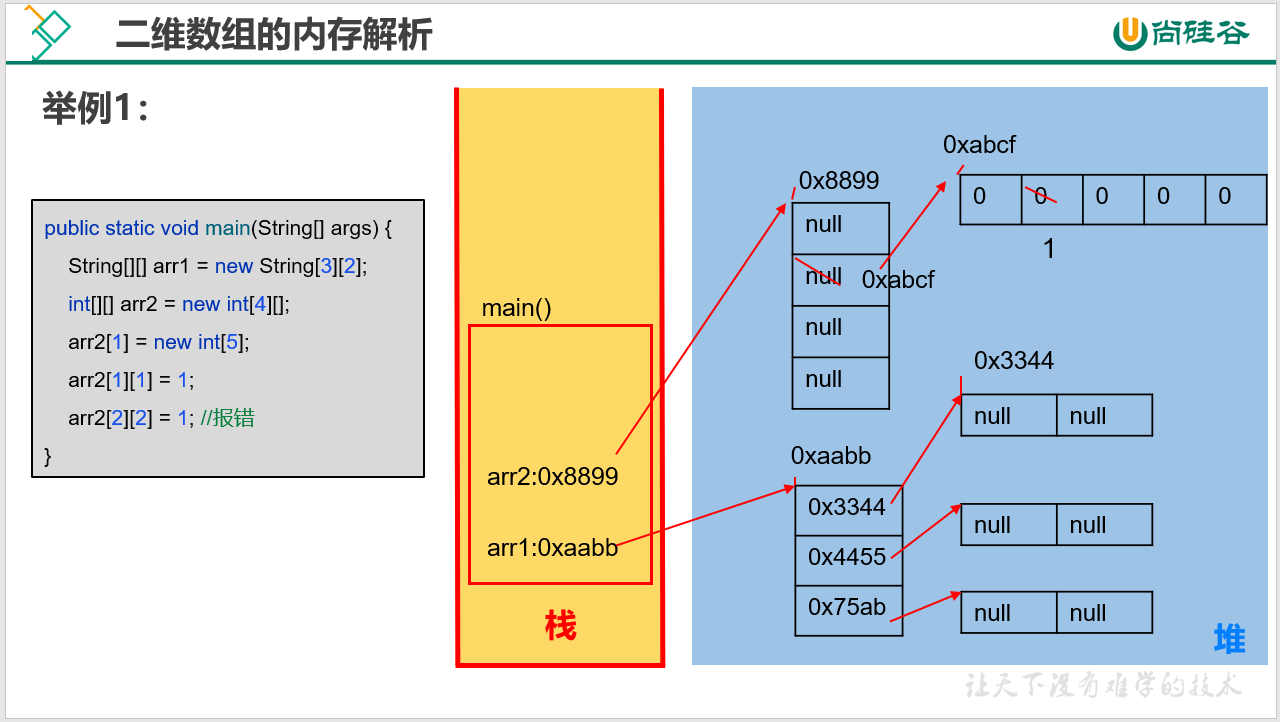 二维数组的内存解析
尚硅谷
举例1：
public static void main(String[] args) {
String[][] arr1 = new String[3][2];
int[][] arr2 = new int[4][];
arr2[1] = new int[5];
arr2[1][1] = 1;
arr2[2][2] = 1; //报错
}
main()
arr2:0x8899
arr1:0xaabb
栈
0x8899
null
null
0xabcf
null
null
0xabcf
0 0 0 0 0
1
0xaabb
0x3344
0x4455
0x75ab
0x3344
null null
null null
null null
堆
让天下没有难学的技术